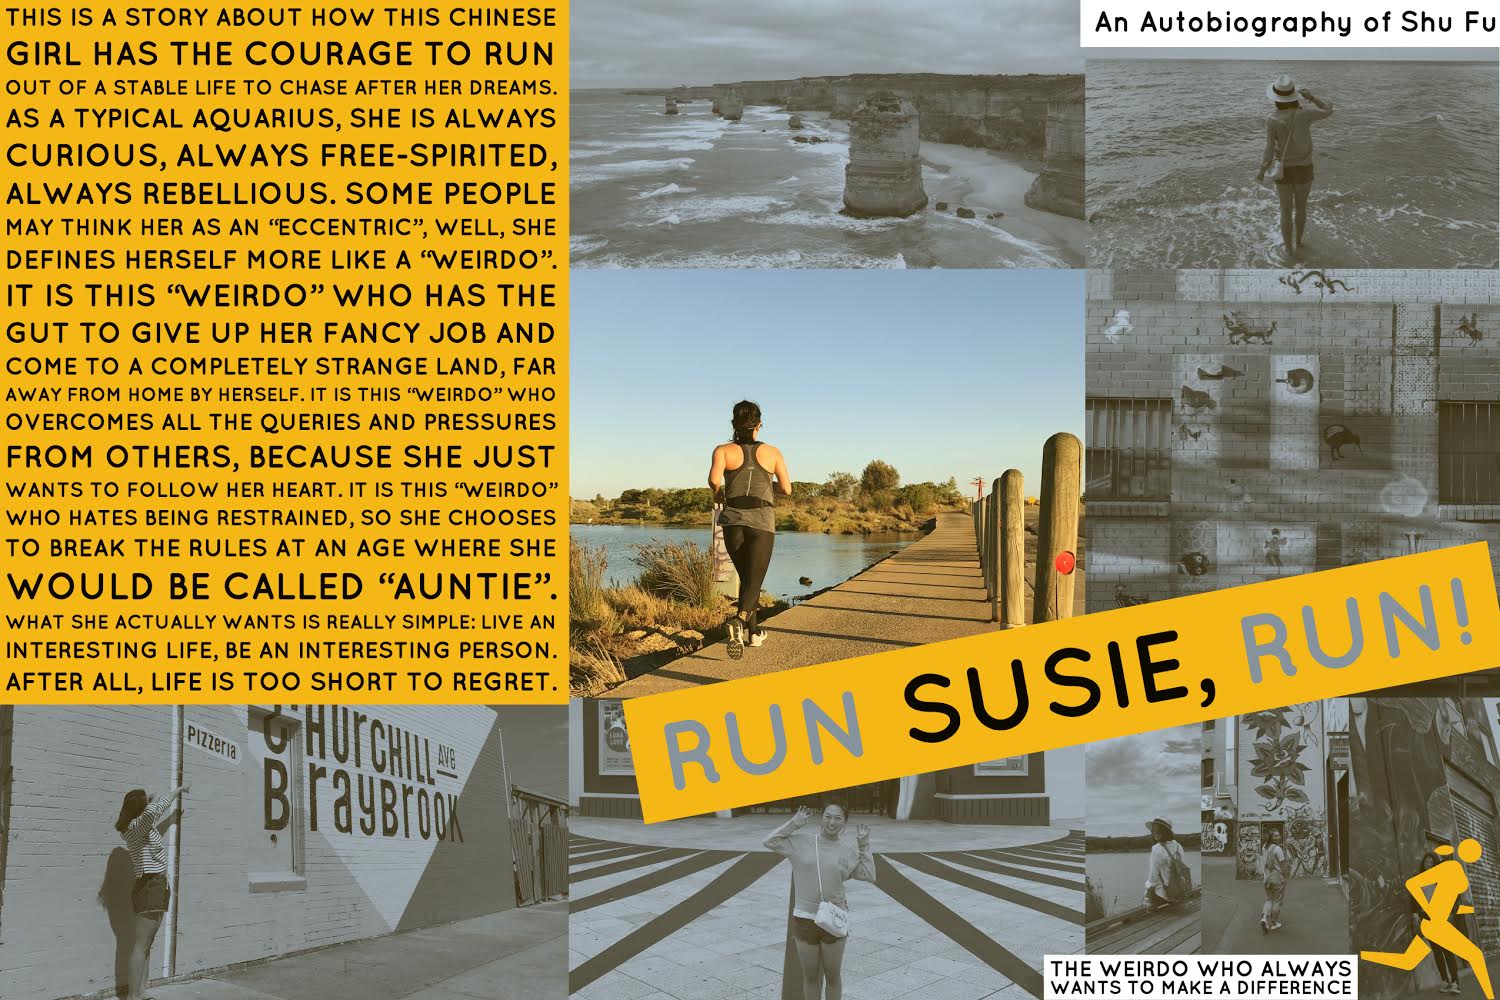 THIS IS A STORY ABOUT HOW THIS CHINESE
GIRL HAS THE COURAGE TO RUN
OUT OF A STABLE LIFE TO CHASE AFTER HER DREAMS.
AS A TYPICAL AQUARIUS, SHE IS ALWAYS
CURIOUS, ALWAYS FREE-SPIRITED,
ALWAYS REBELLIOUS. SOME PEOPLE
MAY THINK HER AS AN “ECCENTRIC”, WELL, SHE
DEFINES HERSELF MORE LIKE A “WEIRDO”.
IT IS THIS “WEIRDO” WHO HAS THE
GUT TO GIVE UP HER FANCY JOB AND
COME TO A COMPLETELY STRANGE LAND, FAR
AWAY FROM HOME BY HERSELF. IT IS THIS “WEIRDO” WHO
OVERCOMES ALL THE QUERIES AND PRESSURES
FROM OTHERS, BECAUSE SHE JUST
WANTS TO FOLLOW HER HEART. IT IS THIS “WEIRDO”
WHO HATES BEING RESTRAINED, SO SHE CHOOSES
TO BREAK THE RULES AT AN AGE WHERE SHE
WOULD BE CALLED “AUNTIE”.
WHAT SHE ACTUALLY WANTS IS REALLY SIMPLE: LIVE AN
INTERESTING LIFE, BE AN INTERESTING PERSON.
AFTER ALL, LIFE IS TOO SHORT TO REGRET.
An Autobiography of Shu Fu
RUN SUSIE, RUN!
Pizzeria
CHURCHILL AVE
BRAYBROOK
THE WEIRDO WHO ALWAYS
WANTS TO MAKE A DIFFERENCE